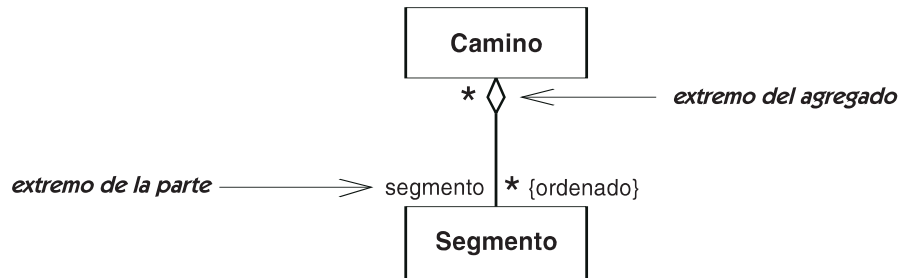 Camino
* extremo del agregado
extremo de la parte segmento * {ordenado}
Segmento